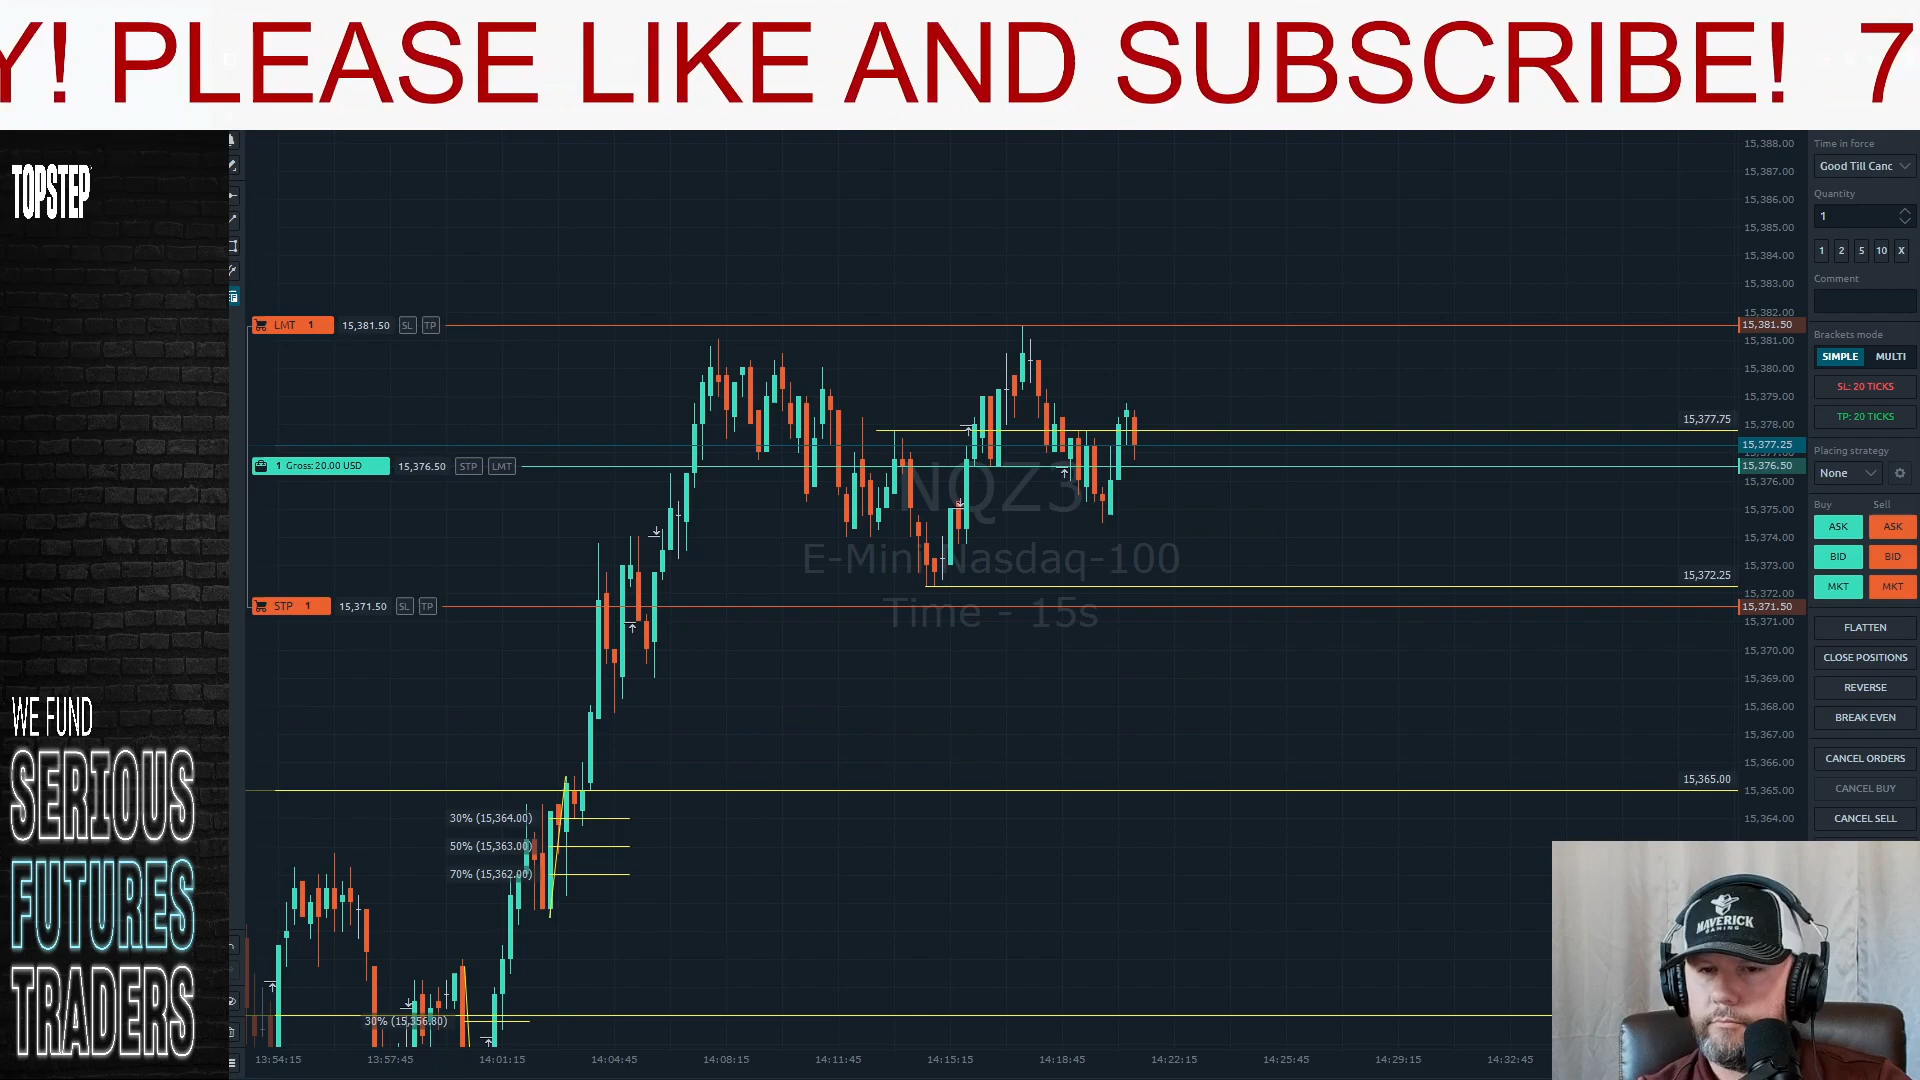 Y! PLEASE LIKE AND SUBSCRIBE! 7
TOPSTEP
WE FUND
SERIOUS
FUTURES
TRADERS
LMT 1 15,381.50 SL TP
1 Gross: 20.00 USD 15,376.50 STP LMT
STP 1 15,371.50 SL TP
NQZ3
E-Mini Nasdaq-100
Time - 15s
15,377.75
15,372.25
15,365.00
30% (15,364.00)
50% (15,363.00)
70% (15,362.00)
30% (15,356.80)
15,388.00
15,387.00
15,386.00
15,385.00
15,384.00
15,383.00
15,382.00
15,381.50
15,381.00
15,380.00
15,379.00
15,378.00
15,377.25
15,376.50
15,376.00
15,375.00
15,374.00
15,373.00
15,372.00
15,371.50
15,371.00
15,370.00
15,369.00
15,368.00
15,367.00
15,366.00
15,365.00
15,364.00
13:54:15 13:57:45 14:01:15 14:04:45 14:08:15 14:11:45 14:15:15 14:18:45 14:22:15 14:25:45 14:29:15 14:32:45
Time in force
Good Till Canc
Quantity
1
1 2 5 10 X
Comment
Brackets mode
SIMPLE MULTI
SL: 20 TICKS
TP: 20 TICKS
Placing strategy
None
Buy Sell
ASK ASK
BID BID
MKT MKT
FLATTEN
CLOSE POSITIONS
REVERSE
BREAK EVEN
CANCEL ORDERS
CANCEL BUY
CANCEL SELL
MAVERICK
GAMING